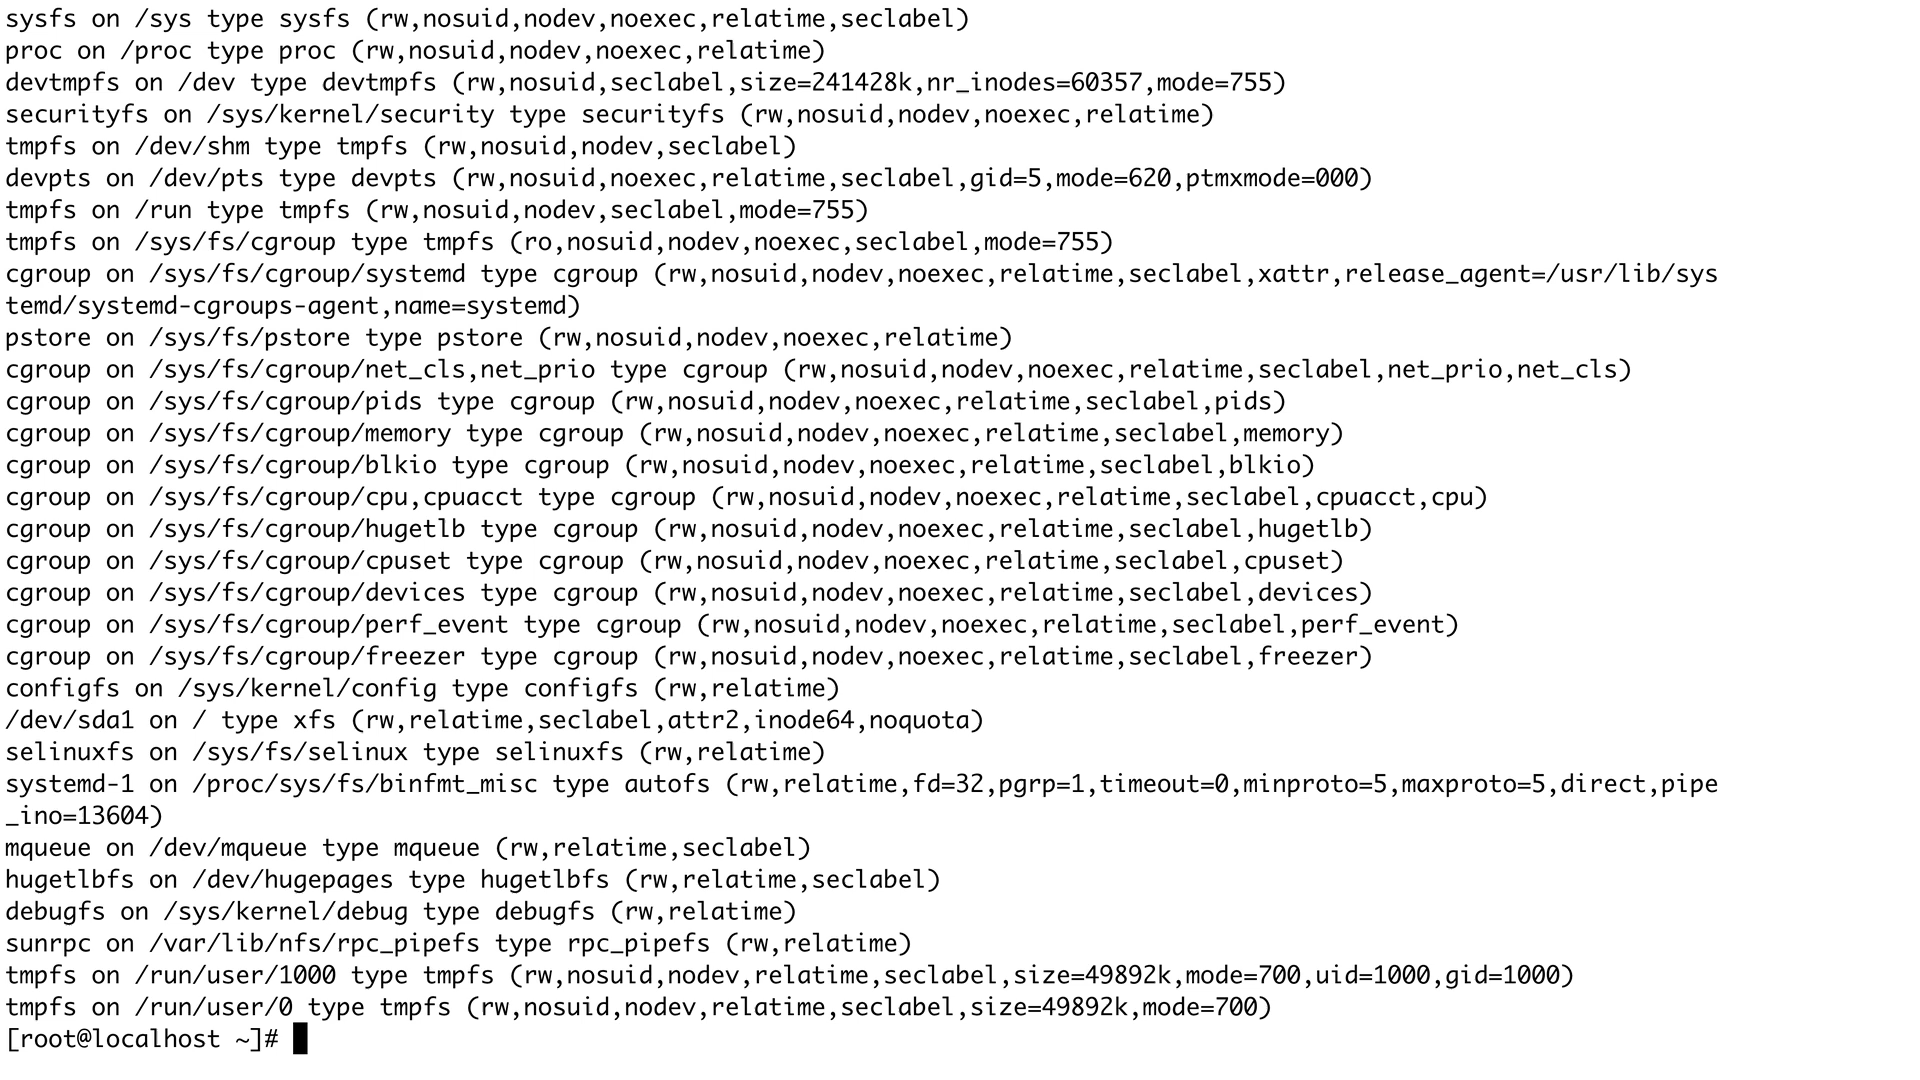 sysfs on /sys type sysfs (rw,nosuid,nodev,noexec,relatime,seclabel)
proc on /proc type proc (rw,nosuid,nodev,noexec,relatime)
devtmpfs on /dev type devtmpfs (rw,nosuid,seclabel,size=241428k,nr_inodes=60357,mode=755)
securityfs on /sys/kernel/security type securityfs (rw,nosuid,nodev,noexec,relatime)
tmpfs on /dev/shm type tmpfs (rw,nosuid,nodev,seclabel)
devpts on /dev/pts type devpts (rw,nosuid,noexec,relatime,seclabel,gid=5,mode=620,ptmxmode=000)
tmpfs on /run type tmpfs (rw,nosuid,nodev,seclabel,mode=755)
tmpfs on /sys/fs/cgroup type tmpfs (ro,nosuid,nodev,noexec,seclabel,mode=755)
cgroup on /sys/fs/cgroup/systemd type cgroup (rw,nosuid,nodev,noexec,relatime,seclabel,xattr,release_agent=/usr/lib/sys
temd/systemd-cgroups-agent,name=systemd)
pstore on /sys/fs/pstore type pstore (rw,nosuid,nodev,noexec,relatime)
cgroup on /sys/fs/cgroup/net_cls,net_prio type cgroup (rw,nosuid,nodev,noexec,relatime,seclabel,net_prio,net_cls)
cgroup on /sys/fs/cgroup/pids type cgroup (rw,nosuid,nodev,noexec,relatime,seclabel,pids)
cgroup on /sys/fs/cgroup/memory type cgroup (rw,nosuid,nodev,noexec,relatime,seclabel,memory)
cgroup on /sys/fs/cgroup/blkio type cgroup (rw,nosuid,nodev,noexec,relatime,seclabel,blkio)
cgroup on /sys/fs/cgroup/cpu,cpuacct type cgroup (rw,nosuid,nodev,noexec,relatime,seclabel,cpuacct,cpu)
cgroup on /sys/fs/cgroup/hugetlb type cgroup (rw,nosuid,nodev,noexec,relatime,seclabel,hugetlb)
cgroup on /sys/fs/cgroup/cpuset type cgroup (rw,nosuid,nodev,noexec,relatime,seclabel,cpuset)
cgroup on /sys/fs/cgroup/devices type cgroup (rw,nosuid,nodev,noexec,relatime,seclabel,devices)
cgroup on /sys/fs/cgroup/perf_event type cgroup (rw,nosuid,nodev,noexec,relatime,seclabel,perf_event)
cgroup on /sys/fs/cgroup/freezer type cgroup (rw,nosuid,nodev,noexec,relatime,seclabel,freezer)
configfs on /sys/kernel/config type configfs (rw,relatime)
/dev/sda1 on / type xfs (rw,relatime,seclabel,attr2,inode64,noquota)
selinuxfs on /sys/fs/selinux type selinuxfs (rw,relatime)
systemd-1 on /proc/sys/fs/binfmt_misc type autofs (rw,relatime,fd=32,pgrp=1,timeout=0,minproto=5,maxproto=5,direct,pipe
_ino=13604)
mqueue on /dev/mqueue type mqueue (rw,relatime,seclabel)
hugetlbfs on /dev/hugepages type hugetlbfs (rw,relatime,seclabel)
debugfs on /sys/kernel/debug type debugfs (rw,relatime)
sunrpc on /var/lib/nfs/rpc_pipefs type rpc_pipefs (rw,relatime)
tmpfs on /run/user/1000 type tmpfs (rw,nosuid,nodev,relatime,seclabel,size=49892k,mode=700,uid=1000,gid=1000)
tmpfs on /run/user/0 type tmpfs (rw,nosuid,nodev,relatime,seclabel,size=49892k,mode=700)
[root@localhost ~]#